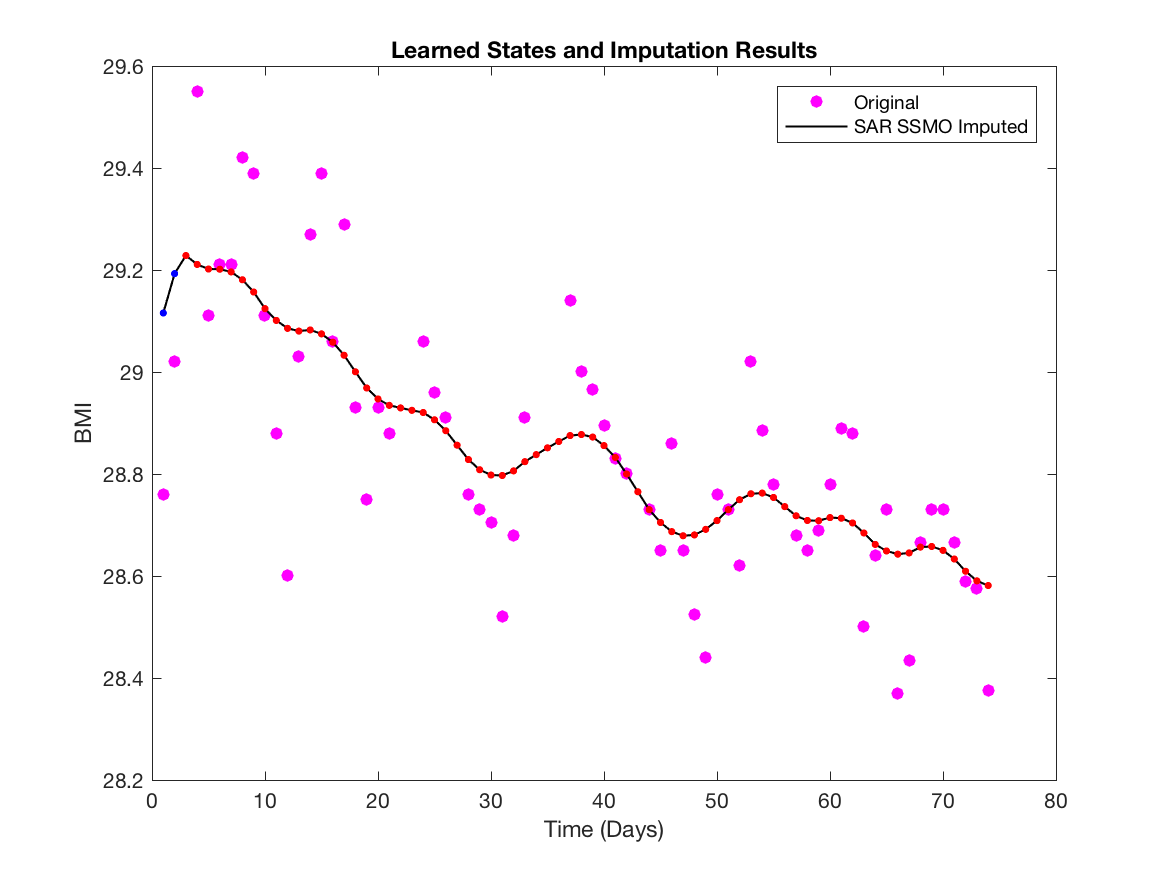 Learned States and Imputation Results
29.6
29.4
29.2
29
28.8
28.6
28.4
28.2
BMI
Original
SAR SSMO Imputed
0 10 20 30 40 50 60 70 80
Time (Days)